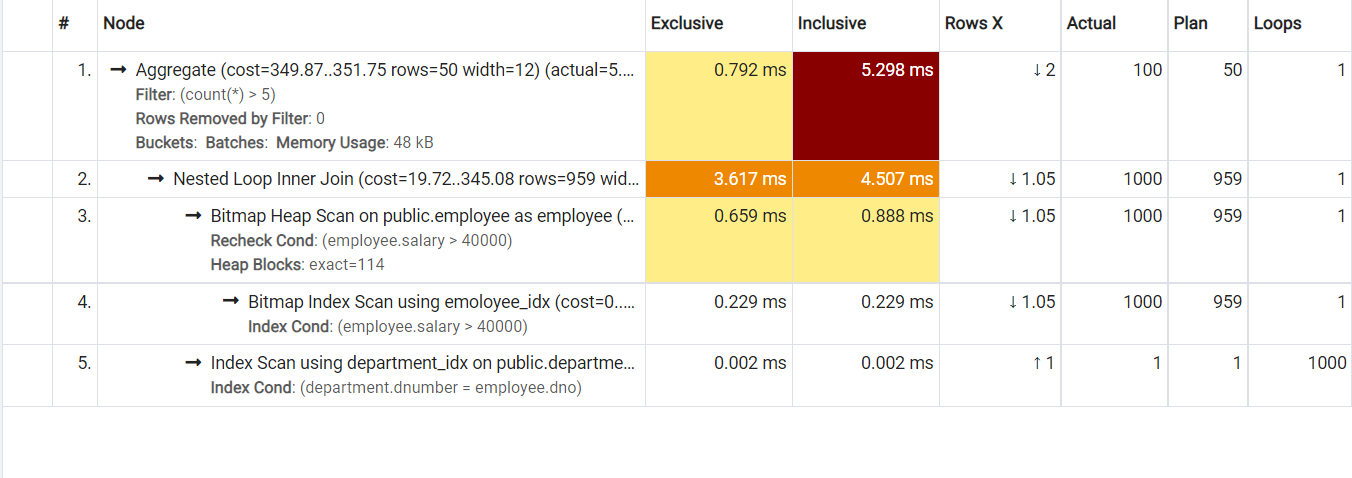 # Node Exclusive Inclusive Rows X Actual Plan Loops
1. → Aggregate (cost=349.87..351.75 rows=50 width=12) (actual=5.... 0.792 ms 5.298 ms ↓ 2 100 50 1
Filter: (count(*) > 5)
Rows Removed by Filter: 0
Buckets: Batches: Memory Usage: 48 kB
2. → Nested Loop Inner Join (cost=19.72..345.08 rows=959 wid... 3.617 ms 4.507 ms ↓ 1.05 1000 959 1
3. → Bitmap Heap Scan on public.employee as employee (... 0.659 ms 0.888 ms ↓ 1.05 1000 959 1
Recheck Cond: (employee.salary > 40000)
Heap Blocks: exact=114
4. → Bitmap Index Scan using emoloyee_idx (cost=0..... 0.229 ms 0.229 ms ↓ 1.05 1000 959 1
Index Cond: (employee.salary > 40000)
5. → Index Scan using department_idx on public.departme... 0.002 ms 0.002 ms ↑ 1 1 1 1000
Index Cond: (department.dnumber = employee.dno)